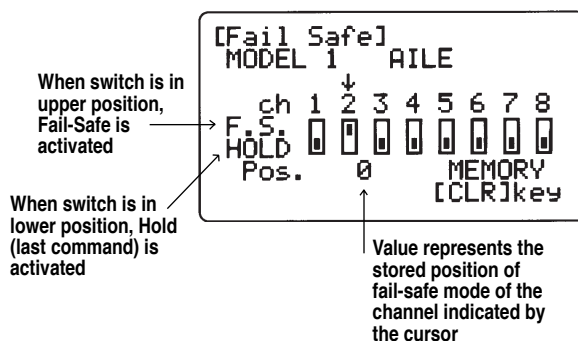 [Fail Safe]
MODEL 1 AILE
↓
ch 1 2 3 4 5 6 7 8
F.S.
HOLD
Pos. 0 MEMORY
[CLR]key
When switch is in
upper position,
Fail-Safe is
activated
When switch is in
lower position, Hold
(last command) is
activated
Value represents the
stored position of
fail-safe mode of the
channel indicated by
the cursor